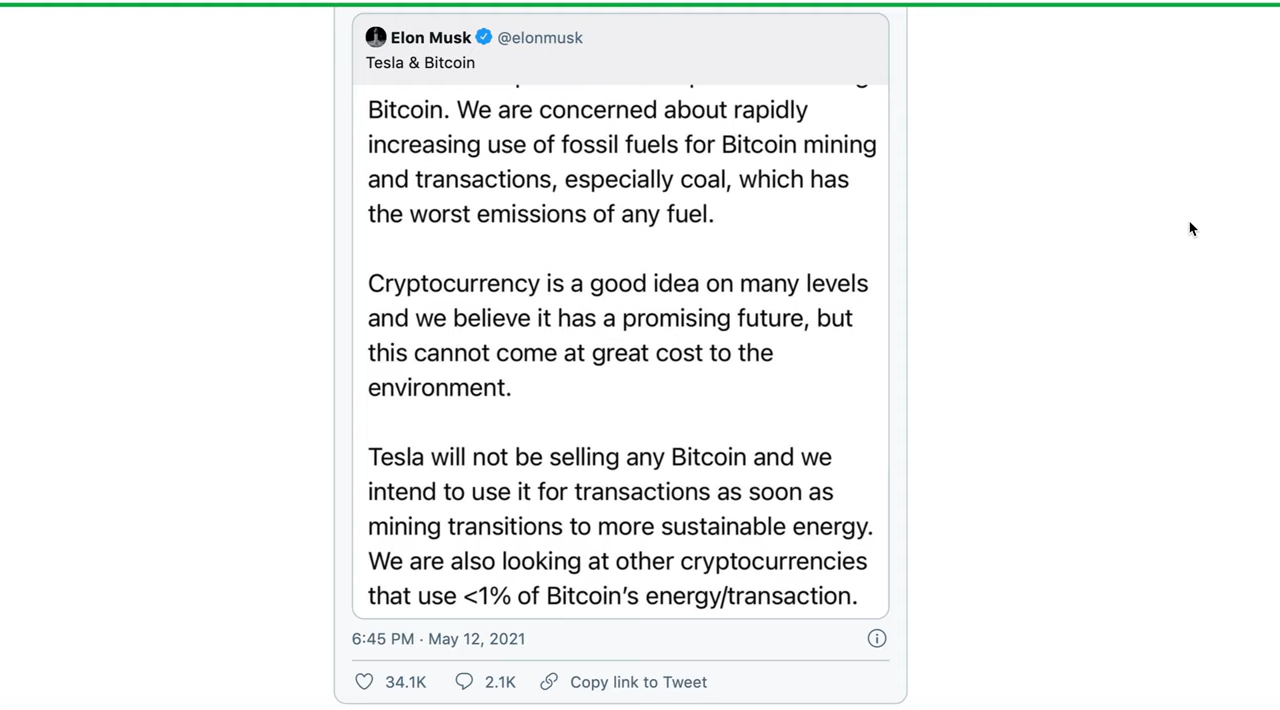 Elon Musk @elonmusk
Tesla & Bitcoin
Bitcoin. We are concerned about rapidly
increasing use of fossil fuels for Bitcoin mining
and transactions, especially coal, which has
the worst emissions of any fuel.
Cryptocurrency is a good idea on many levels
and we believe it has a promising future, but
this cannot come at great cost to the
environment.
Tesla will not be selling any Bitcoin and we
intend to use it for transactions as soon as
mining transitions to more sustainable energy.
We are also looking at other cryptocurrencies
that use <1% of Bitcoin’s energy/transaction.
6:45 PM · May 12, 2021
34.1K 2.1K Copy link to Tweet